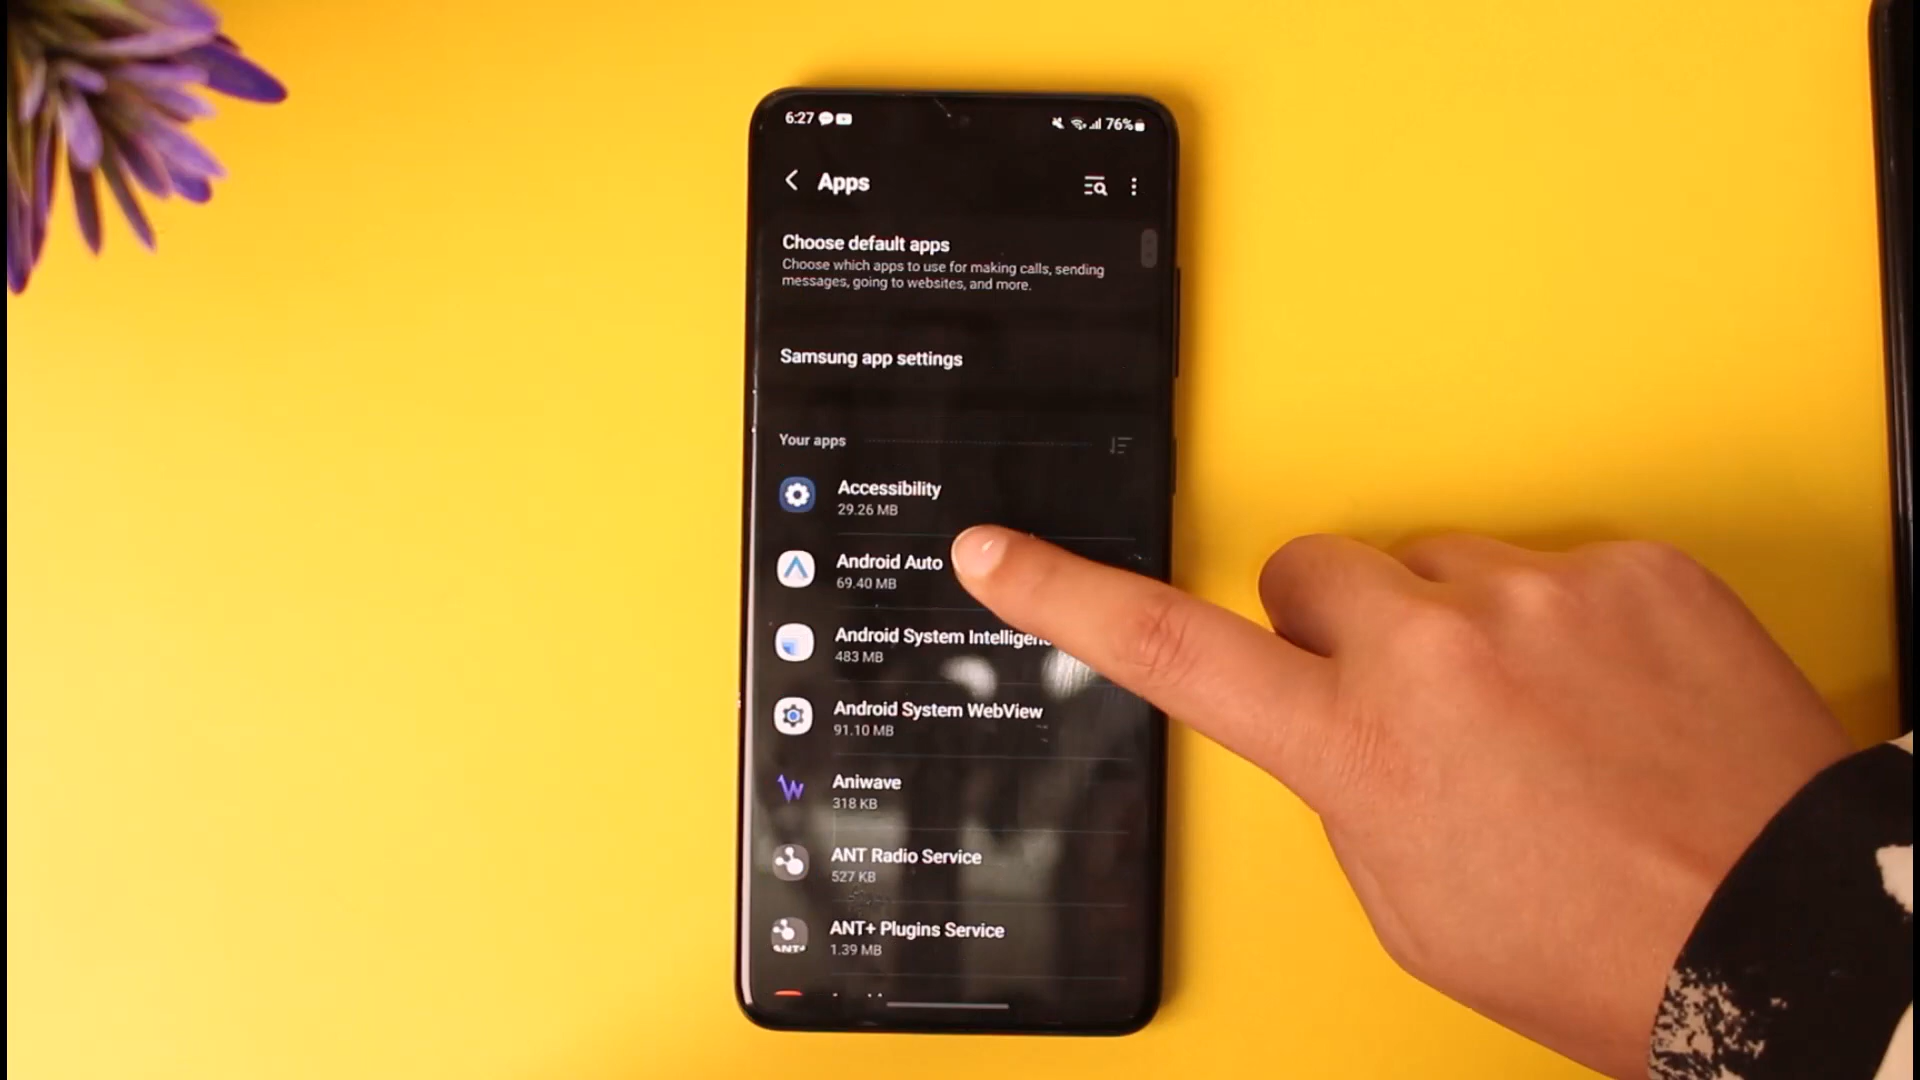 6:27
76%
Apps
Choose default apps
Choose which apps to use for making calls, sending
messages, going to websites, and more.
Samsung app settings
Your apps
Accessibility
29.26 MB
Android Auto
69.40 MB
Android System Intelligenc
483 MB
Android System WebView
91.10 MB
Aniwave
318 KB
ANT Radio Service
527 KB
ANT+ Plugins Service
ANT+
1.39 MB